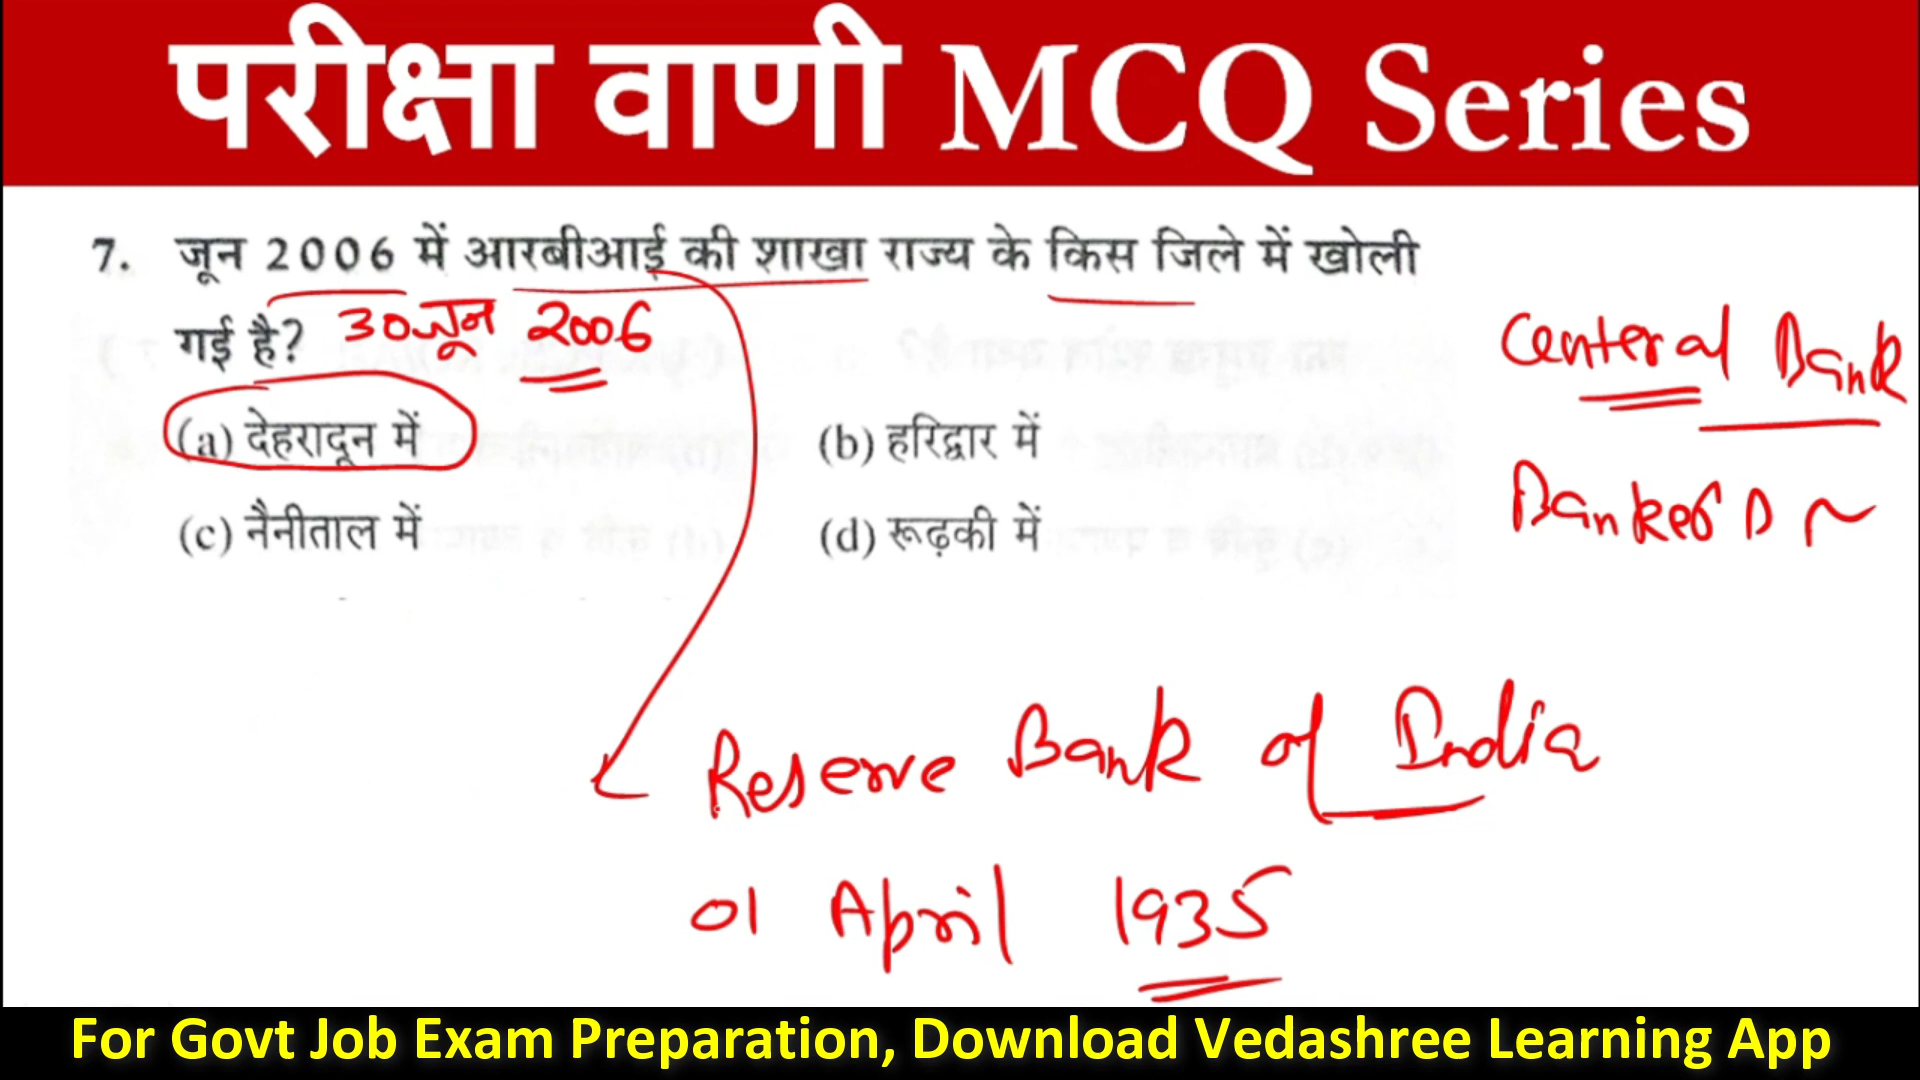 परीक्षा वाणी MCQ Series
7. जून 2006 में आरबीआई की शाखा राज्य के किस जिले में खोली
गई है? 30 जून 2006
(a) देहरादून में
(b) हरिद्वार में
(c) नैनीताल में
(d) रूढ़की में
Centeral Bank
Banker
Reserve Bank of India
01 April 1935
For Govt Job Exam Preparation, Download Vedashree Learning App